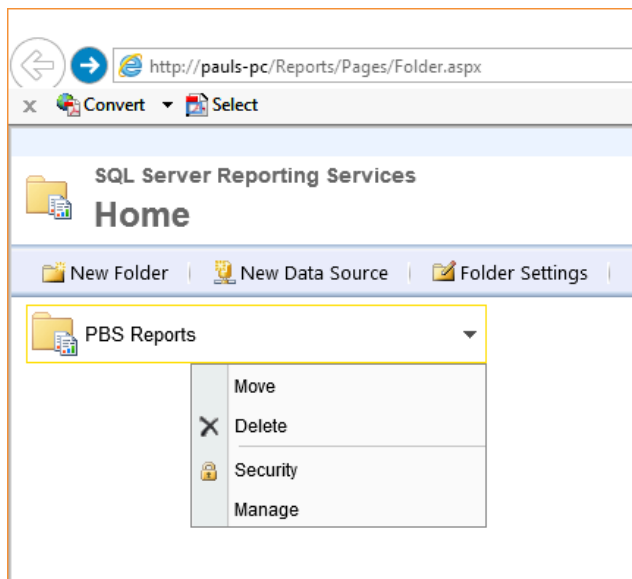 http://pauls-pc/Reports/Pages/Folder.aspx
x Convert Select
SQL Server Reporting Services
Home
New Folder New Data Source Folder Settings
PBS Reports
Move
Delete
Security
Manage